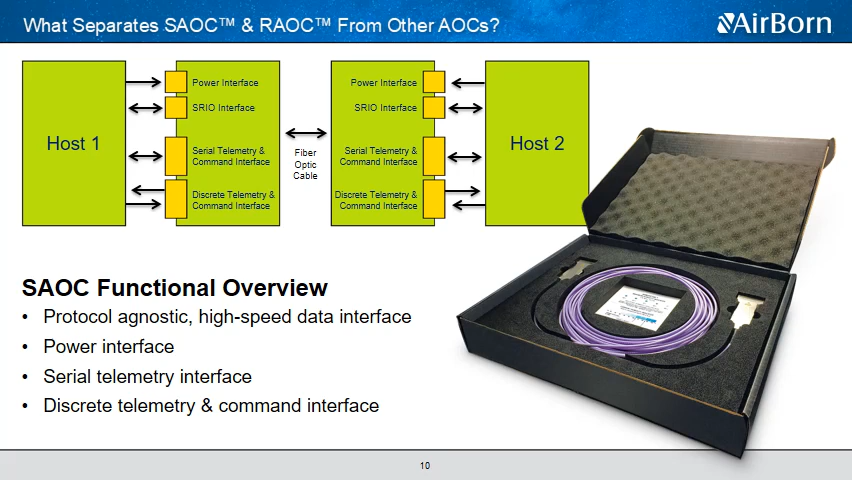 What Separates SAOC™ & RAOC™ From Other AOCs?
AirBorn
Host 1
Power Interface
SRIO Interface
Serial Telemetry &
Command Interface
Discrete Telemetry &
Command Interface
Fiber
Optic
Cable
Power Interface
SRIO Interface
Serial Telemetry &
Command Interface
Discrete Telemetry &
Command Interface
Host 2
SAOC Functional Overview
• Protocol agnostic, high-speed data interface
• Power interface
• Serial telemetry interface
• Discrete telemetry & command interface
10